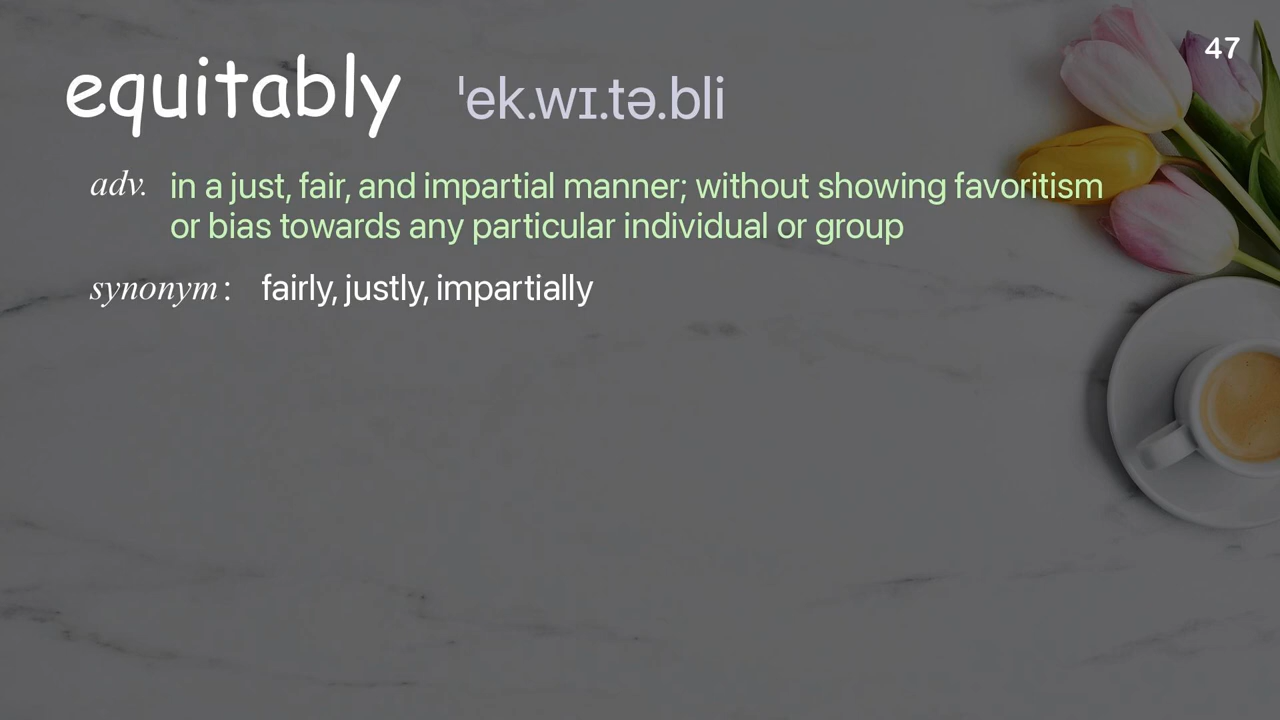 47
equitably ˈek.wɪ.tə.bli
adv. in a just, fair, and impartial manner; without showing favoritism
or bias towards any particular individual or group
synonym: fairly, justly, impartially